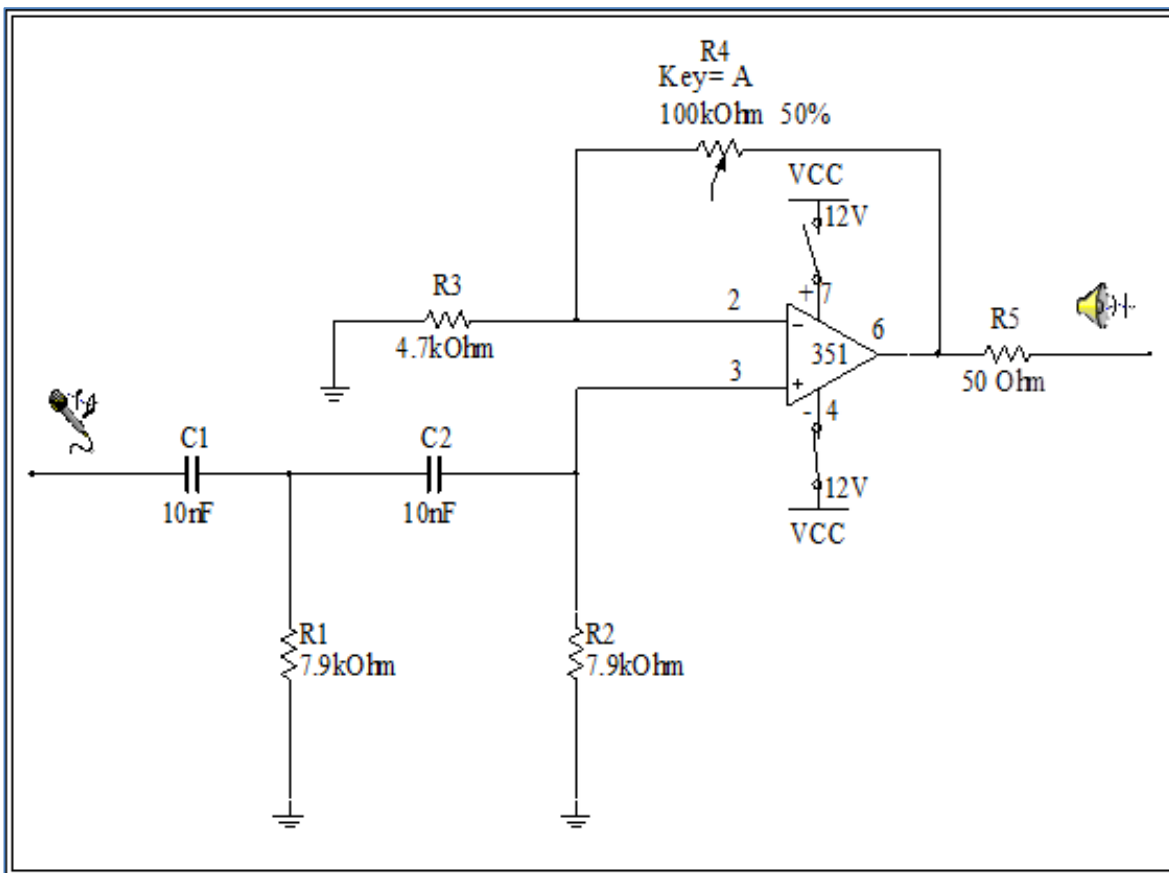 R4
Key= A
100kOhm 50%
VCC
12V
+ 7
R3
4.7kOhm
2
−
351
6
3
+
R5
50 Ohm
- 4
12V
VCC
C1
10nF
C2
10nF
R1
7.9kOhm
R2
7.9kOhm